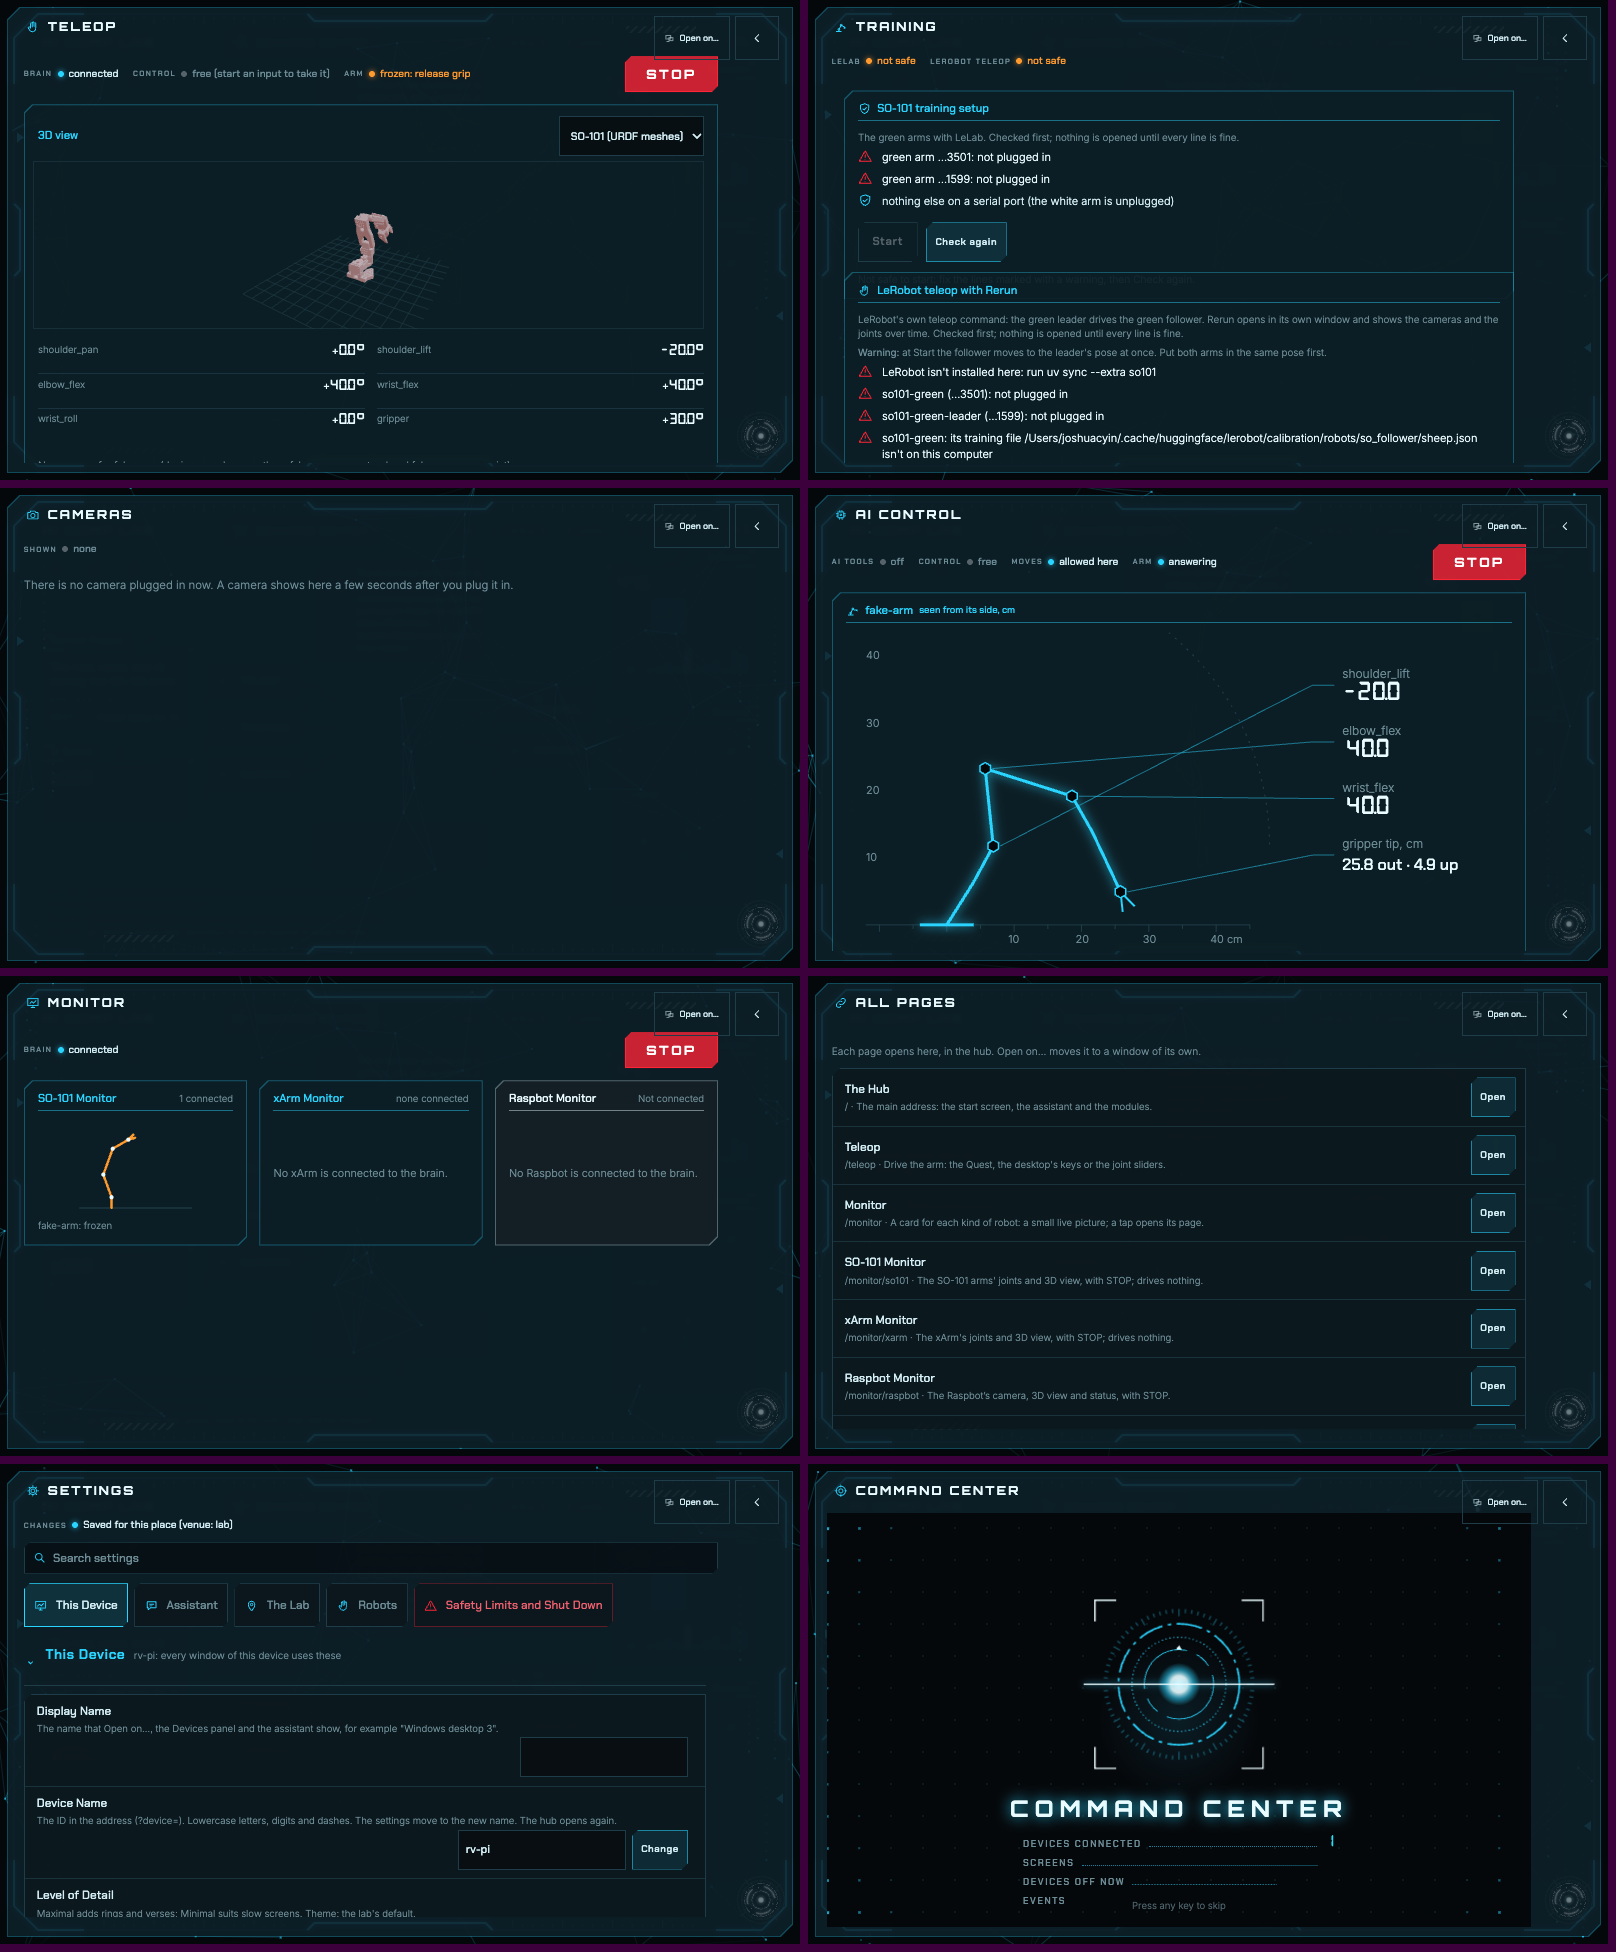 TELEOP
Open on...
BRAIN connected CONTROL free (start an input to take it) ARM frozen: release grip
STOP
3D view
SO-101 (URDF meshes)
shoulder_pan +0.0° shoulder_lift -20.0°
elbow_flex +40.0° wrist_flex +40.0°
wrist_roll +0.0° gripper +30.0°
TRAINING
Open on...
LELAB not safe LEROBOT TELEOP not safe
SO-101 training setup
The green arms with LeLab. Checked first; nothing is opened until every line is fine.
green arm ...3501: not plugged in
green arm ...1599: not plugged in
nothing else on a serial port (the white arm is unplugged)
Start
Check again
LeRobot teleop with Rerun
LeRobot's own teleop command: the green leader drives the green follower. Rerun opens in its own window and shows the cameras and the
joints over time. Checked first; nothing is opened until every line is fine.
Warning: at Start the follower moves to the leader's pose at once. Put both arms in the same pose first.
LeRobot isn't installed here: run uv sync --extra so101
so101-green (...3501): not plugged in
so101-green-leader (...1599): not plugged in
so101-green: its training file /Users/joshuacyin/.cache/huggingface/lerobot/calibration/robots/so_follower/sheep.json
isn't on this computer
CAMERAS
Open on...
SHOWN none
There is no camera plugged in now. A camera shows here a few seconds after you plug it in.
AI CONTROL
Open on...
AI TOOLS off CONTROL free MOVES allowed here ARM answering
STOP
fake-arm seen from its side, cm
40
30
20
10
10 20 30 40 cm
shoulder_lift
-20.0
elbow_flex
40.0
wrist_flex
40.0
gripper tip, cm
25.8 out · 4.9 up
MONITOR
Open on...
BRAIN connected
STOP
SO-101 Monitor 1 connected
fake-arm: frozen
xArm Monitor none connected
No xArm is connected to the brain.
Raspbot Monitor Not connected
No Raspbot is connected to the brain.
ALL PAGES
Open on...
Each page opens here, in the hub. Open on... moves it to a window of its own.
The Hub
/ · The main address: the start screen, the assistant and the modules.
Open
Teleop
/teleop · Drive the arm: the Quest, the desktop's keys or the joint sliders.
Open
Monitor
/monitor · A card for each kind of robot: a small live picture; a tap opens its page.
Open
SO-101 Monitor
/monitor/so101 · The SO-101 arms' joints and 3D view, with STOP; drives nothing.
Open
xArm Monitor
/monitor/xarm · The xArm's joints and 3D view, with STOP; drives nothing.
Open
Raspbot Monitor
/monitor/raspbot · The Raspbot's camera, 3D view and status, with STOP.
Open
SETTINGS
Open on...
CHANGES Saved for this place (venue: lab)
Search settings
This Device
Assistant
The Lab
Robots
Safety Limits and Shut Down
This Device rv-pi: every window of this device uses these
Display Name
The name that Open on..., the Devices panel and the assistant show, for example "Windows desktop 3".
Device Name
The ID in the address (?device=). Lowercase letters, digits and dashes. The settings move to the new name. The hub opens again.
rv-pi
Change
Level of Detail
Maximal adds rings and verses: Minimal suits slow screens. Theme: the lab's default.
COMMAND CENTER
Open on...
COMMAND CENTER
DEVICES CONNECTED
SCREENS
DEVICES OFF NOW
EVENTS
Press any key to skip